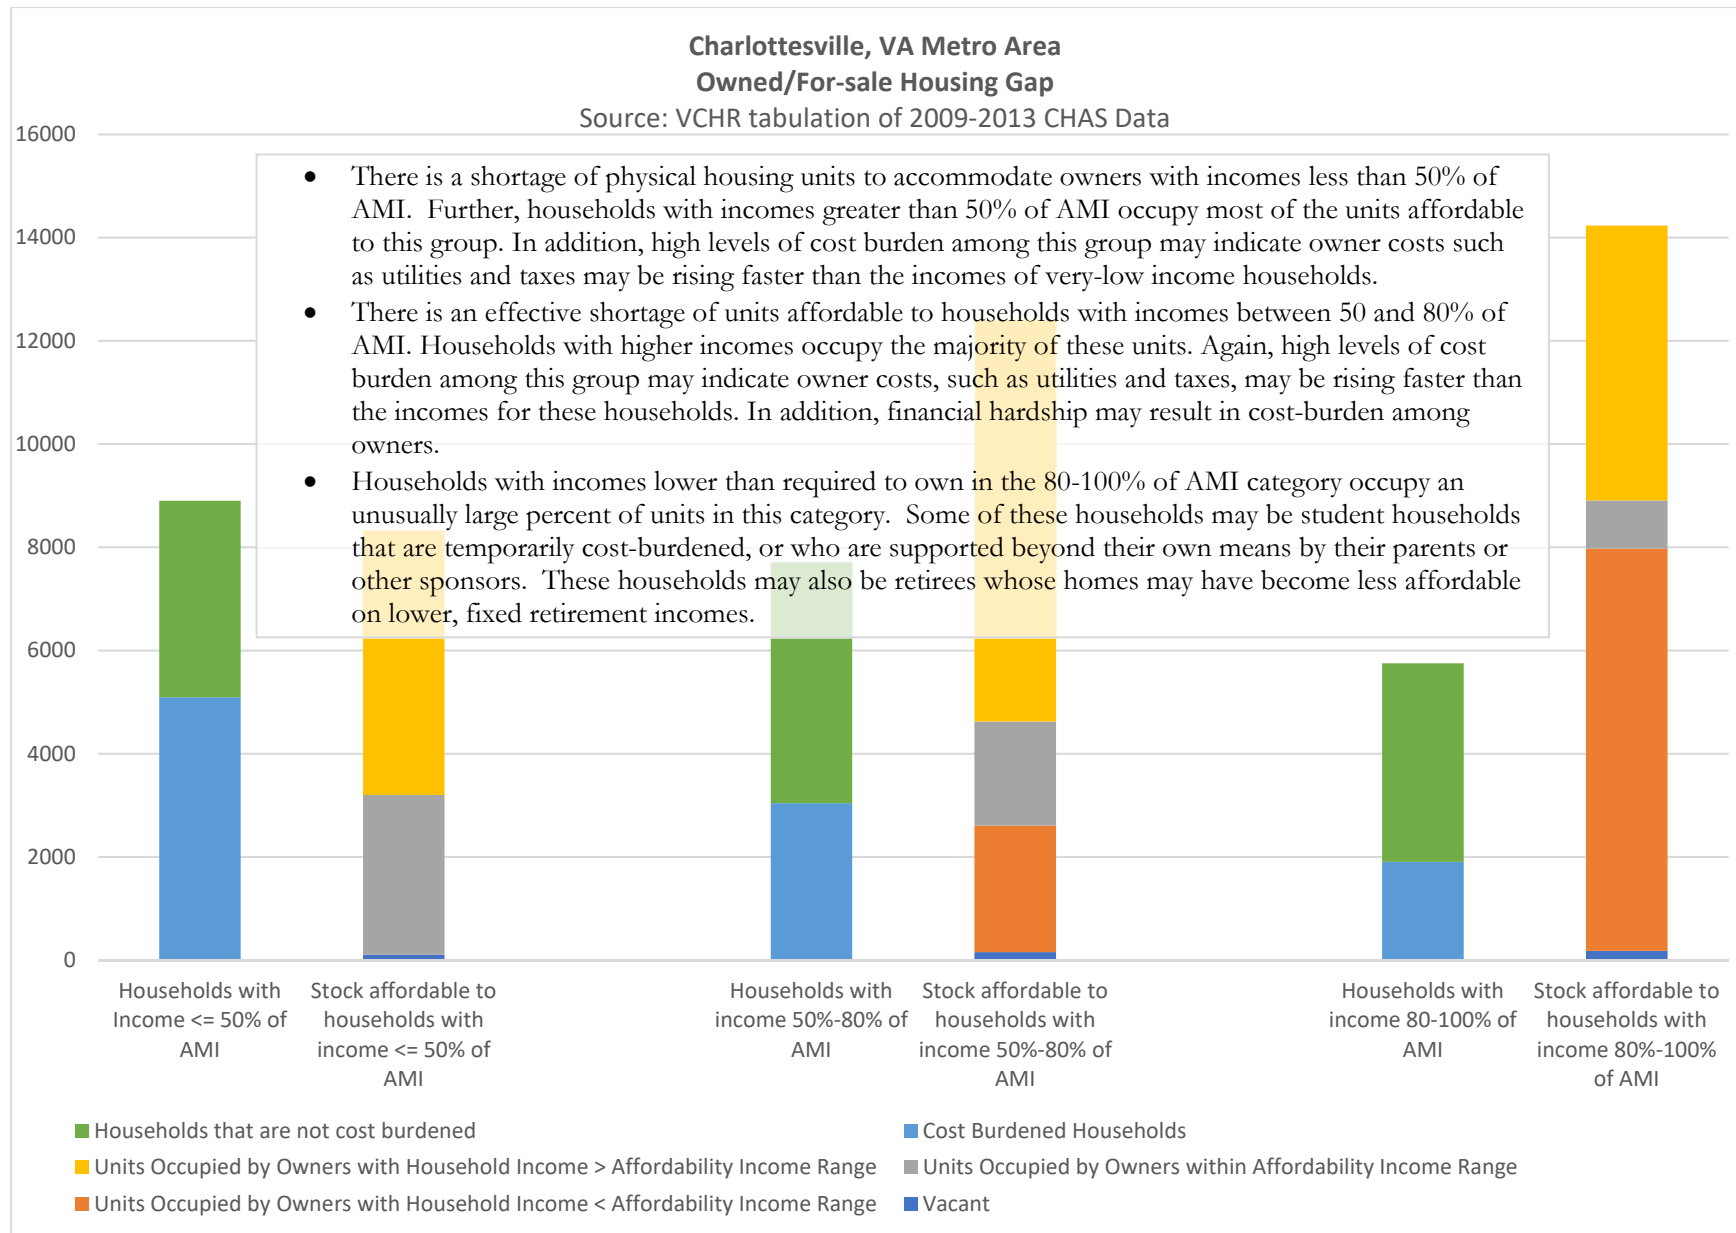 Charlottesville, VA Metro Area
Owned/For-sale Housing Gap
Source: VCHR tabulation of 2009-2013 CHAS Data
16000
14000
12000
10000
8000
6000
4000
2000
0
• There is a shortage of physical housing units to accommodate owners with incomes less than 50% of
AMI.  Further, households with incomes greater than 50% of AMI occupy most of the units affordable
to this group. In addition, high levels of cost burden among this group may indicate owner costs such
as utilities and taxes may be rising faster than the incomes of very-low income households.
• There is an effective shortage of units affordable to households with incomes between 50 and 80% of
AMI. Households with higher incomes occupy the majority of these units. Again, high levels of cost
burden among this group may indicate owner costs, such as utilities and taxes, may be rising faster than
the incomes for these households. In addition, financial hardship may result in cost-burden among
owners.
• Households with incomes lower than required to own in the 80-100% of AMI category occupy an
unusually large percent of units in this category.  Some of these households may be student households
that are temporarily cost-burdened, or who are supported beyond their own means by their parents or
other sponsors.  These households may also be retirees whose homes may have become less affordable
on lower, fixed retirement incomes.
Households with
Income <= 50% of
AMI
Stock affordable to
households with
income <= 50% of
AMI
Households with
income 50%-80% of
AMI
Stock affordable to
households with
income 50%-80% of
AMI
Households with
income 80-100% of
AMI
Stock affordable to
households with
income 80%-100%
of AMI
Households that are not cost burdened
Cost Burdened Households
Units Occupied by Owners with Household Income > Affordability Income Range
Units Occupied by Owners within Affordability Income Range
Units Occupied by Owners with Household Income < Affordability Income Range
Vacant